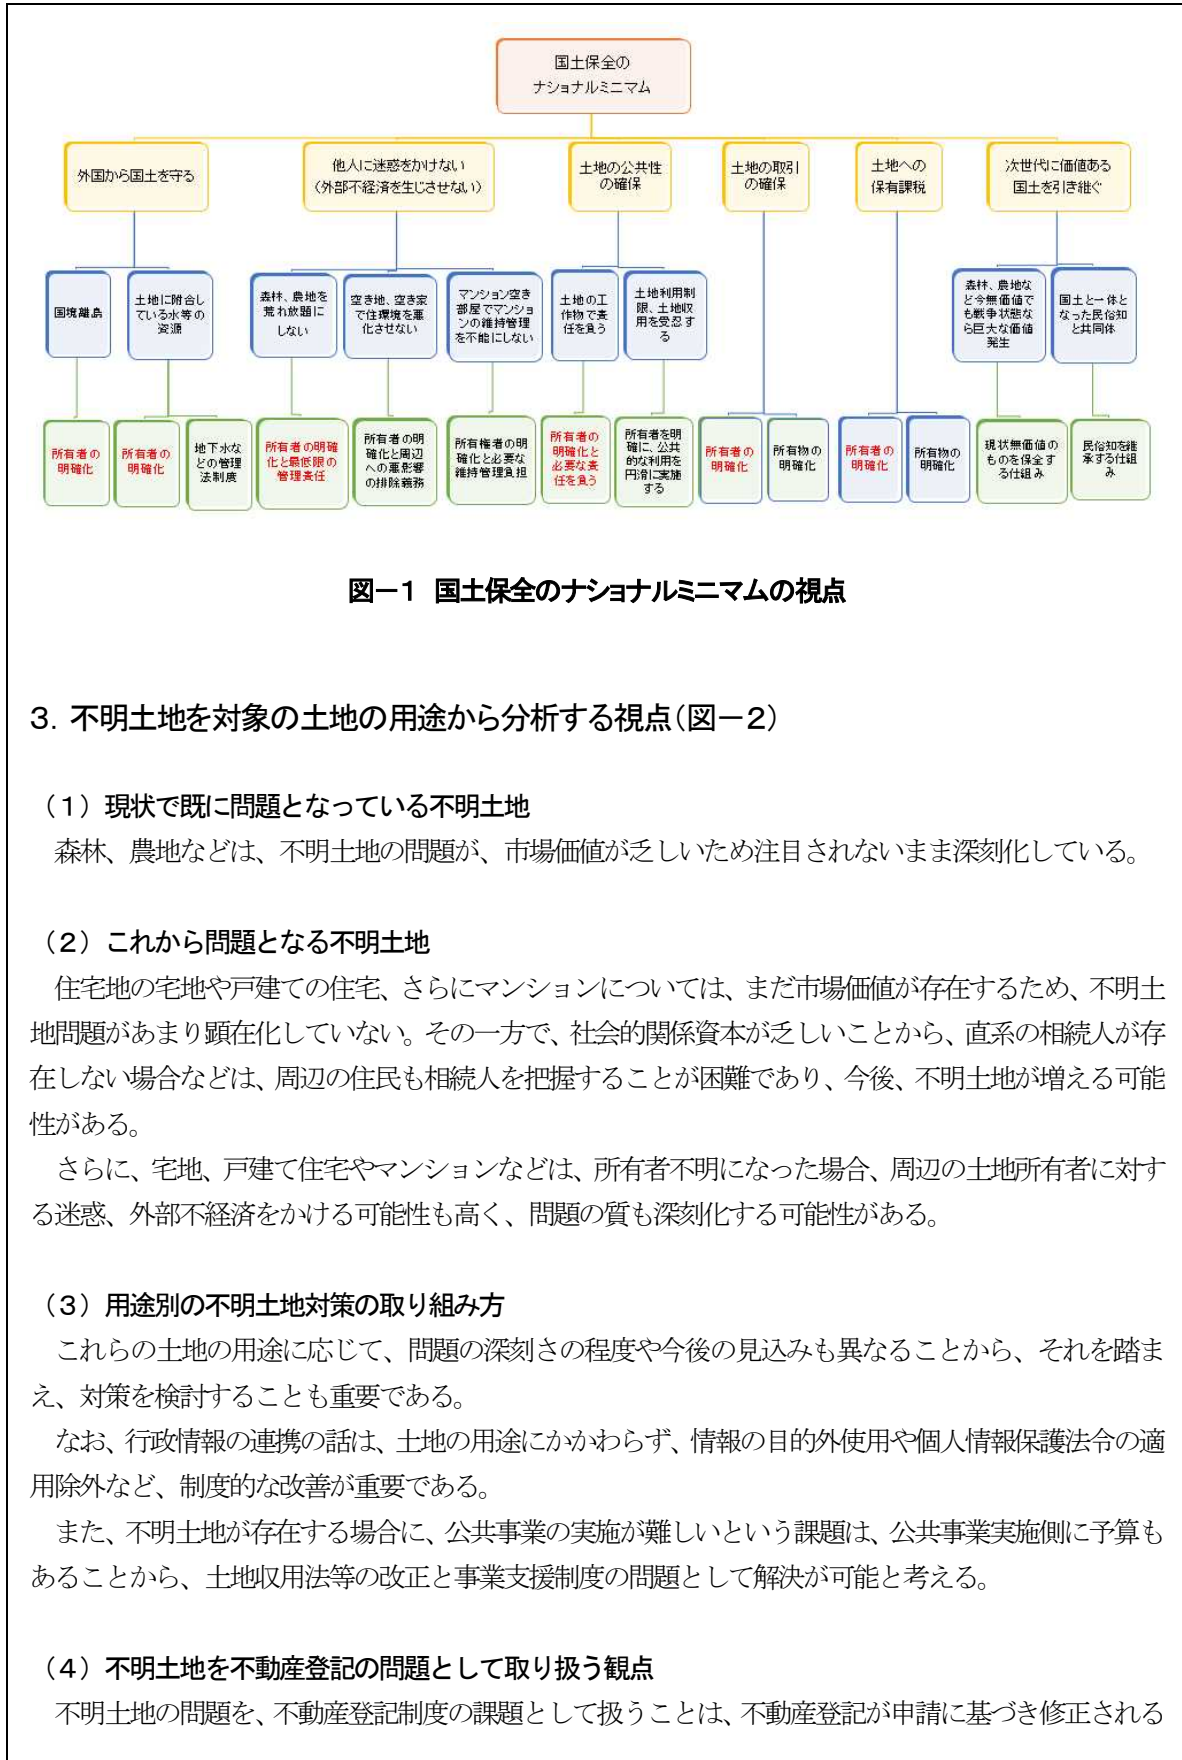 国土保全の
ナショナルミニマム
外国から国土を守る
他人に迷惑をかけない
（外部不経済を生じさせない）
土地の公共性
の確保
土地の取引
の確保
土地への
保有課税
次世代に価値ある
国土を引き継ぐ
国境離島
土地に附合し
ている水等の
資源
森林、農地を
荒れ放題に
しない
空き地、空き家
で住環境を悪
化させない
マンション空き
部屋でマンショ
ンの維持管理
を不能にしない
土地の工
作物で責
任を負う
土地利用制
限、土地収
用を受忍す
る
森林、農地な
ど今無価値で
も戦争状態な
ら巨大な価値
発生
国土と一体と
なった民俗知
と共同体
所有者の
明確化
所有者の
明確化
地下水な
どの管理
法制度
所有者の明確
化と最低限の
管理責任
所有者の明
確化と周辺
への悪影響
の排除義務
所有権者の明
確化と必要な
維持管理負担
所有者の
明確化と
必要な責
任を負う
所有者を明
確に、公共
的な利用を
円滑に実施
する
所有者の
明確化
所有物の
明確化
所有者の
明確化
所有物の
明確化
現状無価値の
ものを保全す
る仕組み
民俗知を継
承する仕組
み
図－１ 国土保全のナショナルミニマムの視点
３．不明土地を対象の土地の用途から分析する視点（図－２）
（１）現状で既に問題となっている不明土地
森林、農地などは、不明土地の問題が、市場価値が乏しいため注目されないまま深刻化している。
（２）これから問題となる不明土地
住宅地の宅地や戸建ての住宅、さらにマンションについては、まだ市場価値が存在するため、不明土
地問題があまり顕在化していない。その一方で、社会的関係資本が乏しいことから、直系の相続人が存
在しない場合などは、周辺の住民も相続人を把握することが困難であり、今後、不明土地が増える可能
性がある。
さらに、宅地、戸建て住宅やマンションなどは、所有者不明になった場合、周辺の土地所有者に対す
る迷惑、外部不経済をかける可能性も高く、問題の質も深刻化する可能性がある。
（３）用途別の不明土地対策の取り組み方
これらの土地の用途に応じて、問題の深刻さの程度や今後の見込みも異なることから、それを踏ま
え、対策を検討することも重要である。
なお、行政情報の連携の話は、土地の用途にかかわらず、情報の目的外使用や個人情報保護法令の適
用除外など、制度的な改善が重要である。
また、不明土地が存在する場合に、公共事業の実施が難しいという課題は、公共事業実施側に予算も
あることから、土地収用法等の改正と事業支援制度の問題として解決が可能と考える。
（４）不明土地を不動産登記の問題として取り扱う観点
不明土地の問題を、不動産登記制度の課題として扱うことは、不動産登記が申請に基づき修正される